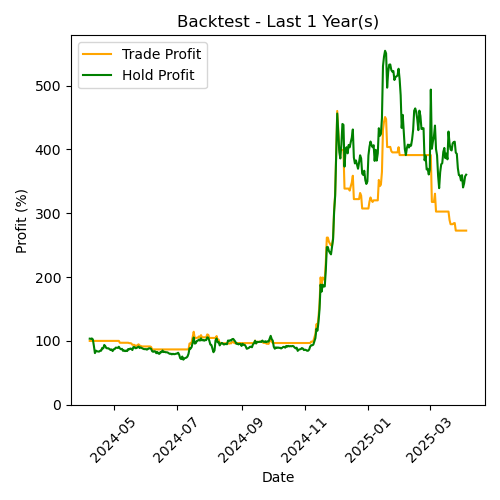 Backtest - Last 1 Year(s)
Trade Profit
Hold Profit
Profit (%)
500
400
300
200
100
0
2024-05
2024-07
2024-09
2024-11
2025-01
2025-03
Date